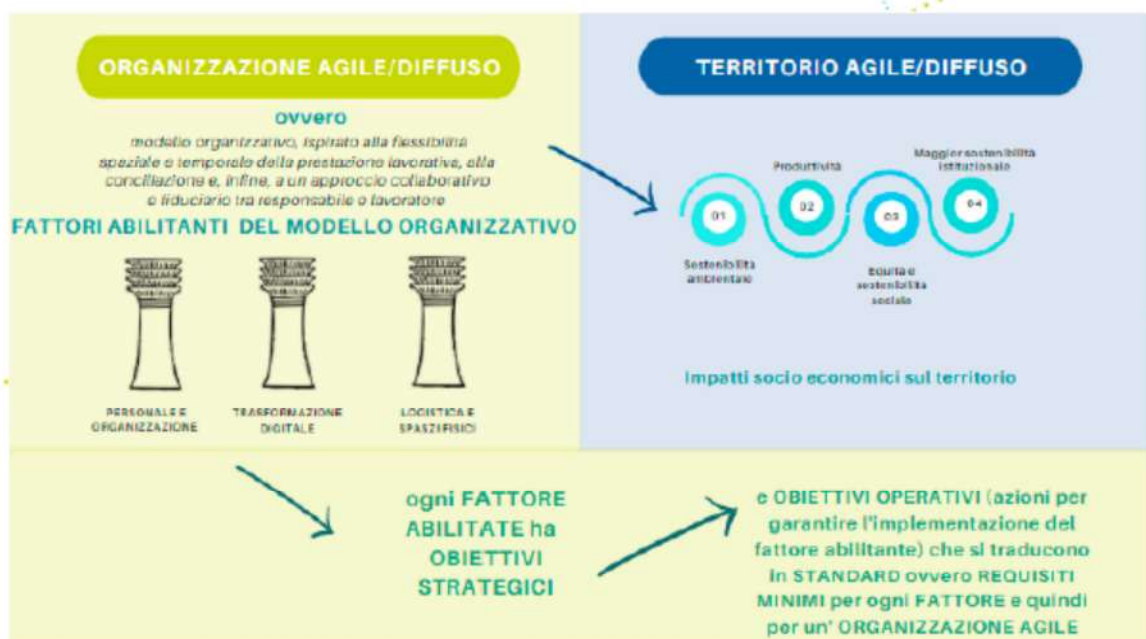 ORGANIZZAZIONE AGILE/DIFFUSO
ovvero
modello organizzativo, ispirato alla flessibilità
spaziale e temporale della prestazione lavorativa, alla
conciliazione e, infine, a un approccio collaborativo
e fiduciario tra responsabile e lavoratore
FATTORI ABILITANTI DEL MODELLO ORGANIZZATIVO
PERSONALE E
ORGANIZZAZIONE
TRASFORMAZIONE
DIGITALE
LOGISTICA E
SPASZI FISICI
TERRITORIO AGILE/DIFFUSO
01
Sostenibilità
ambientale
Produttività
02
03
Equità e
sostenibilità
sociale
Maggior sostenibilità
istituzionale
04
Impatti socio economici sul territorio
ogni FATTORE
ABILITATE ha
OBIETTIVI
STRATEGICI
e OBIETTIVI OPERATIVI (azioni per
garantire l'implementazione del
fattore abilitante) che si traducono
in STANDARD ovvero REQUISITI
MINIMI per ogni FATTORE e quindi
per un' ORGANIZZAZIONE AGILE